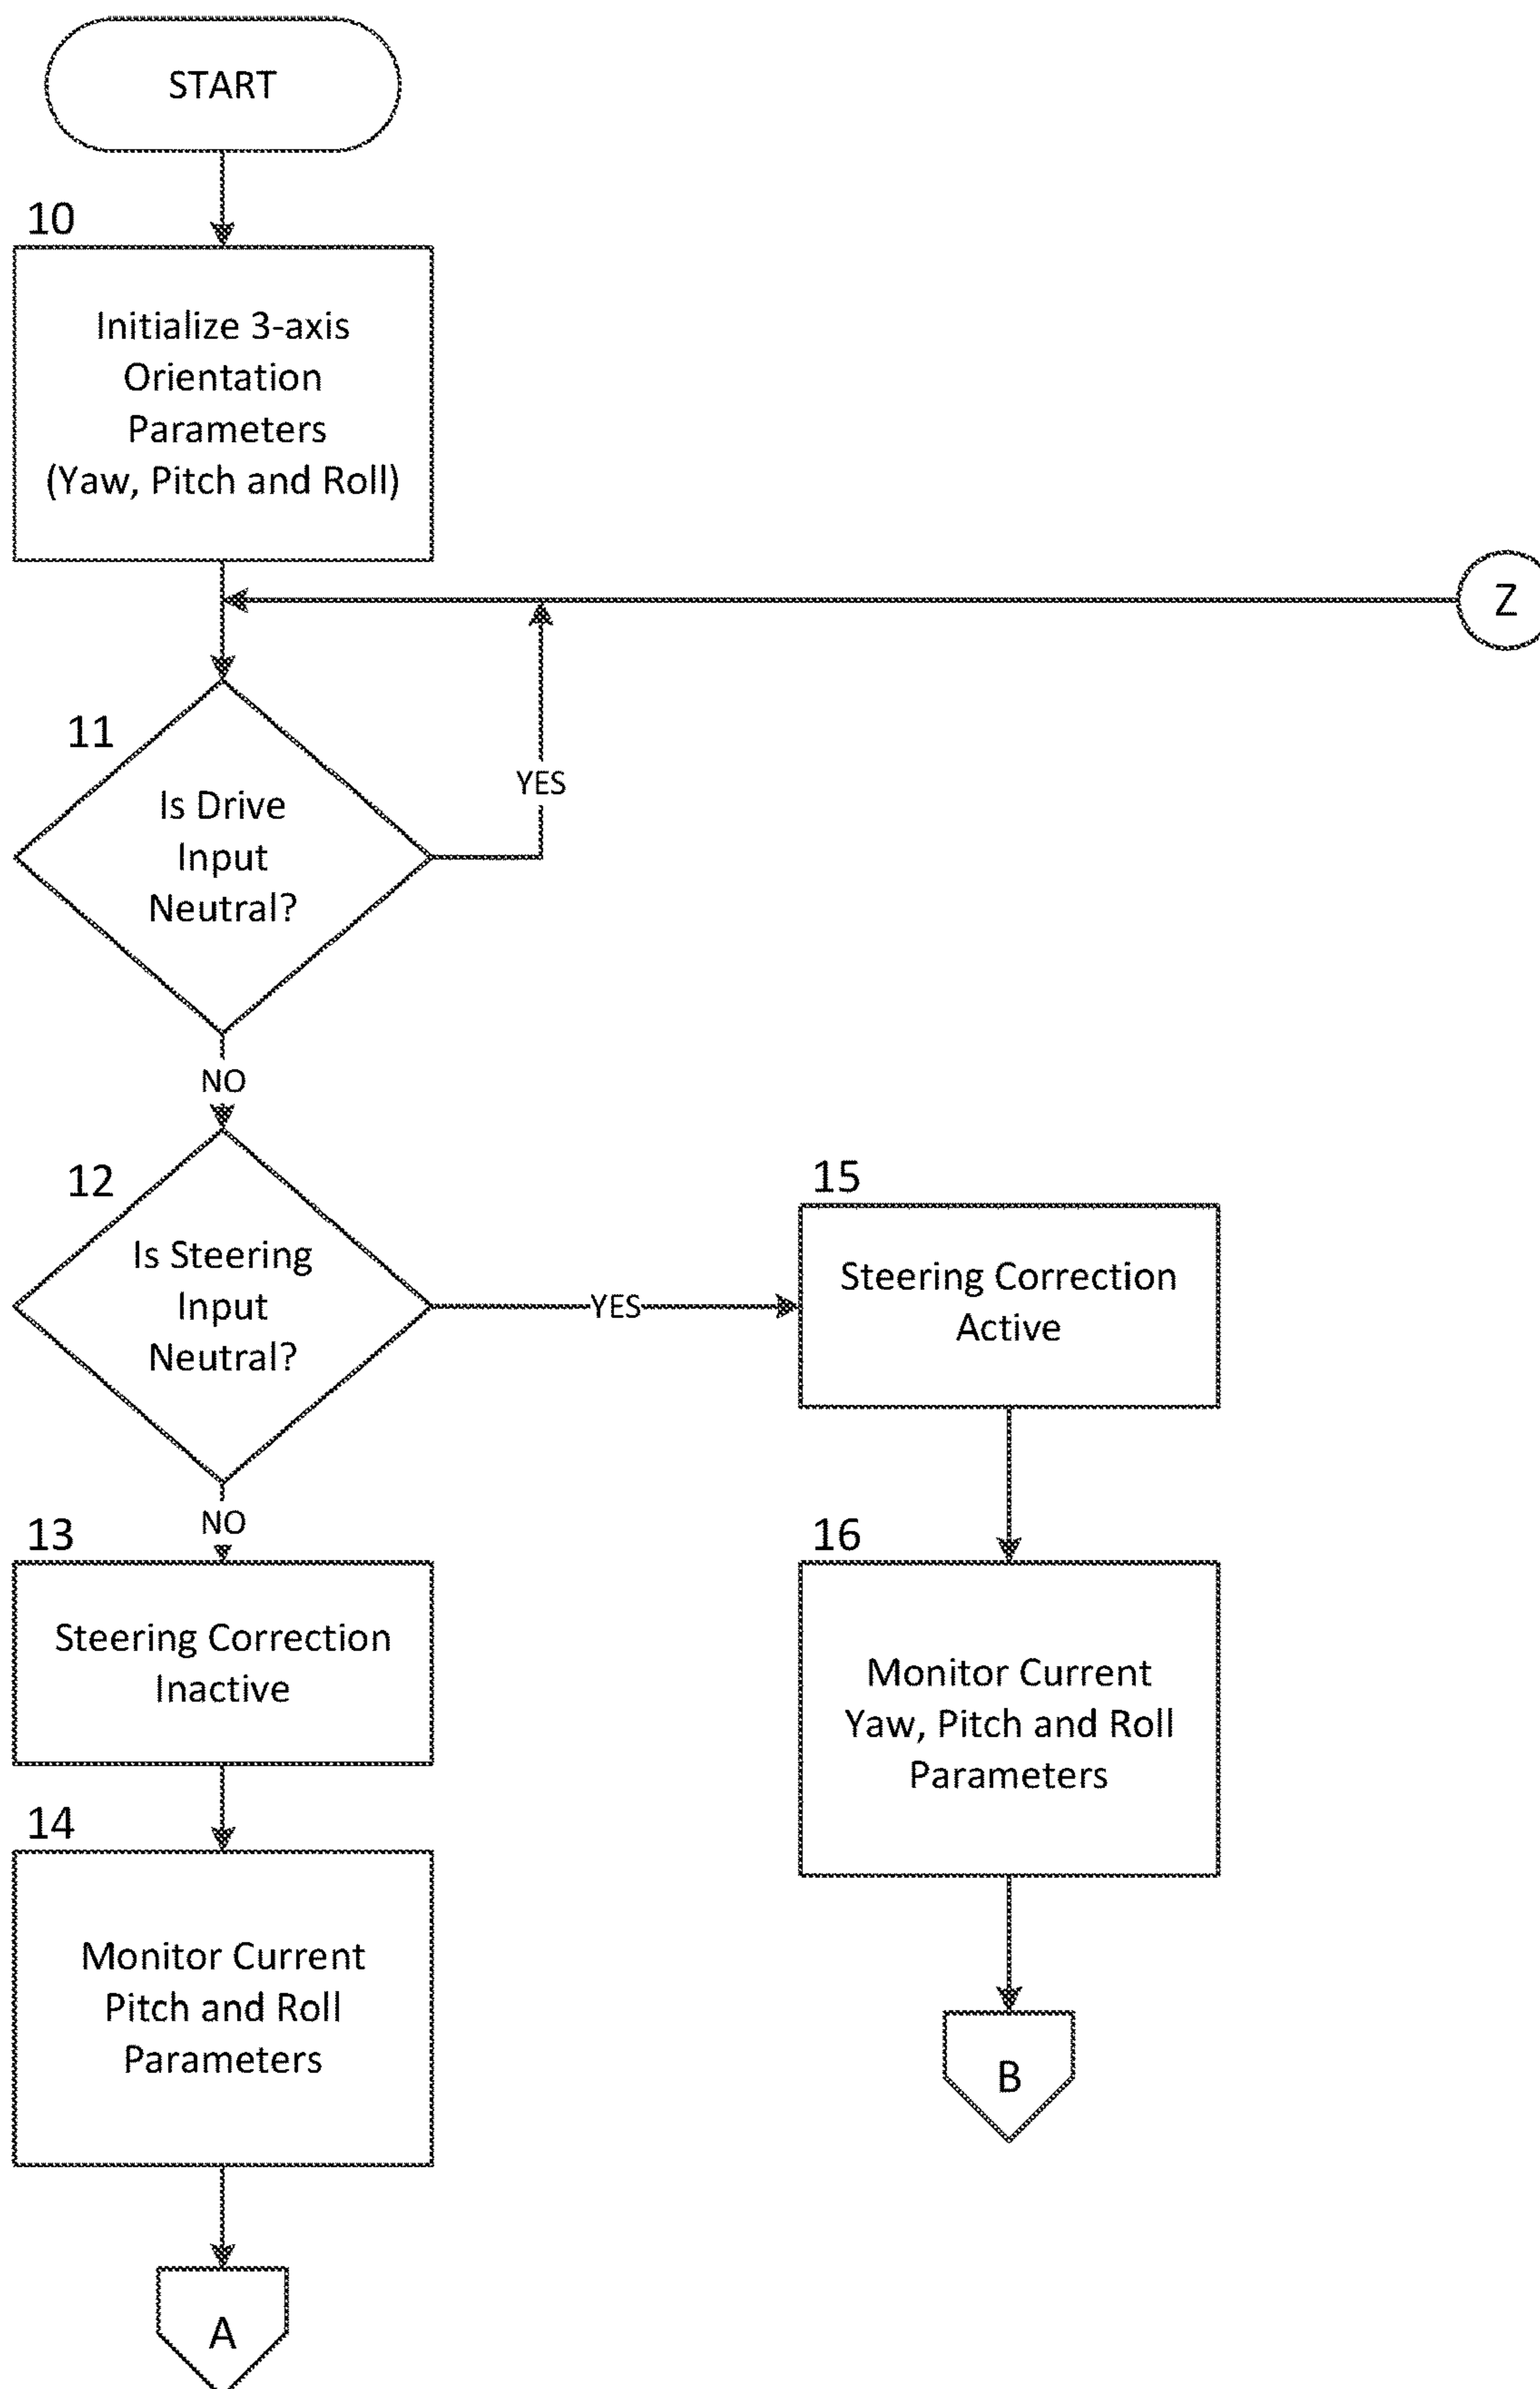 START
10
Initialize 3-axis
Orientation
Parameters
(Yaw, Pitch and Roll)
Z
11
Is Drive
Input
Neutral?
YES
NO
12
Is Steering
Input
Neutral?
YES
15
Steering Correction
Active
NO
13
Steering Correction
Inactive
16
Monitor Current
Yaw, Pitch and Roll
Parameters
14
Monitor Current
Pitch and Roll
Parameters
B
A